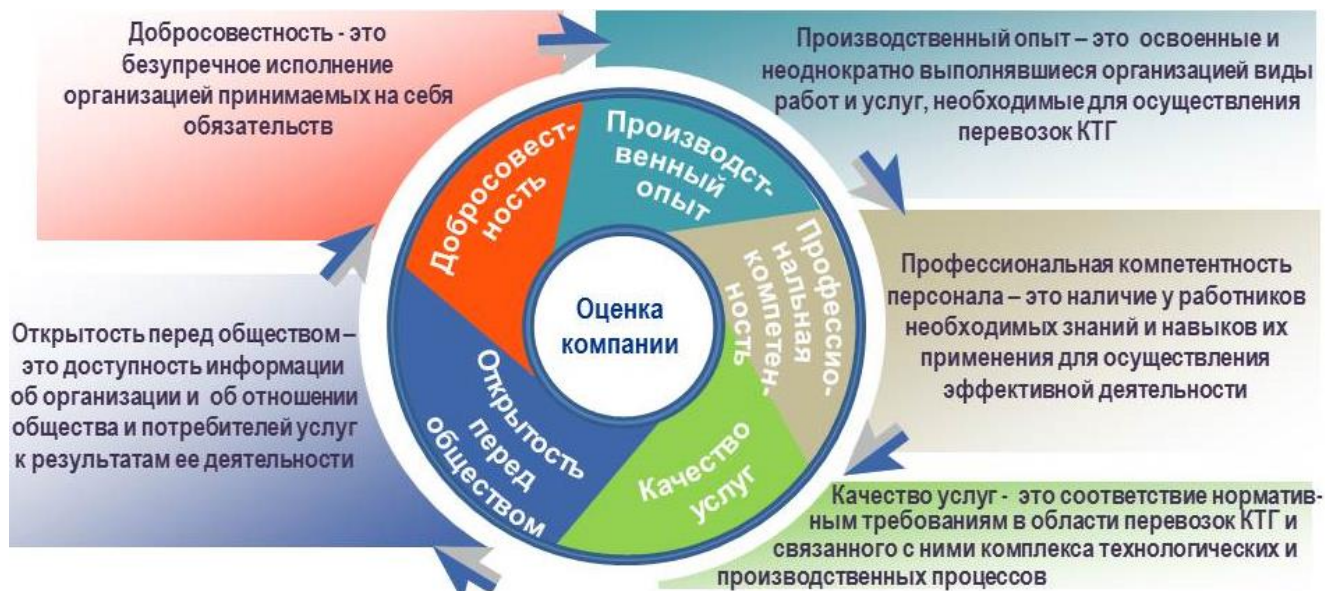 Добросовестность - это
безупречное исполнение
организацией принимаемых на себя
обязательств
Производственный опыт – это освоенные и
неоднократно выполнявшиеся организацией виды
работ и услуг, необходимые для осуществления
перевозок КТГ
Профессиональная компетентность
персонала – это наличие у работников
необходимых знаний и навыков их
применения для осуществления
эффективной деятельности
Качество услуг - это соответствие норматив-
ным требованиям в области перевозок КТГ и
связанного с ними комплекса технологических и
производственных процессов
Открытость перед обществом –
это доступность информации
об организации и об отношении
общества и потребителей услуг
к результатам ее деятельности
Добросовест-
ность
Производст-
венный
опыт
Профессио-
нальная
компетен-
ность
Качество
услуг
Открытость
перед
обществом
Оценка
компании